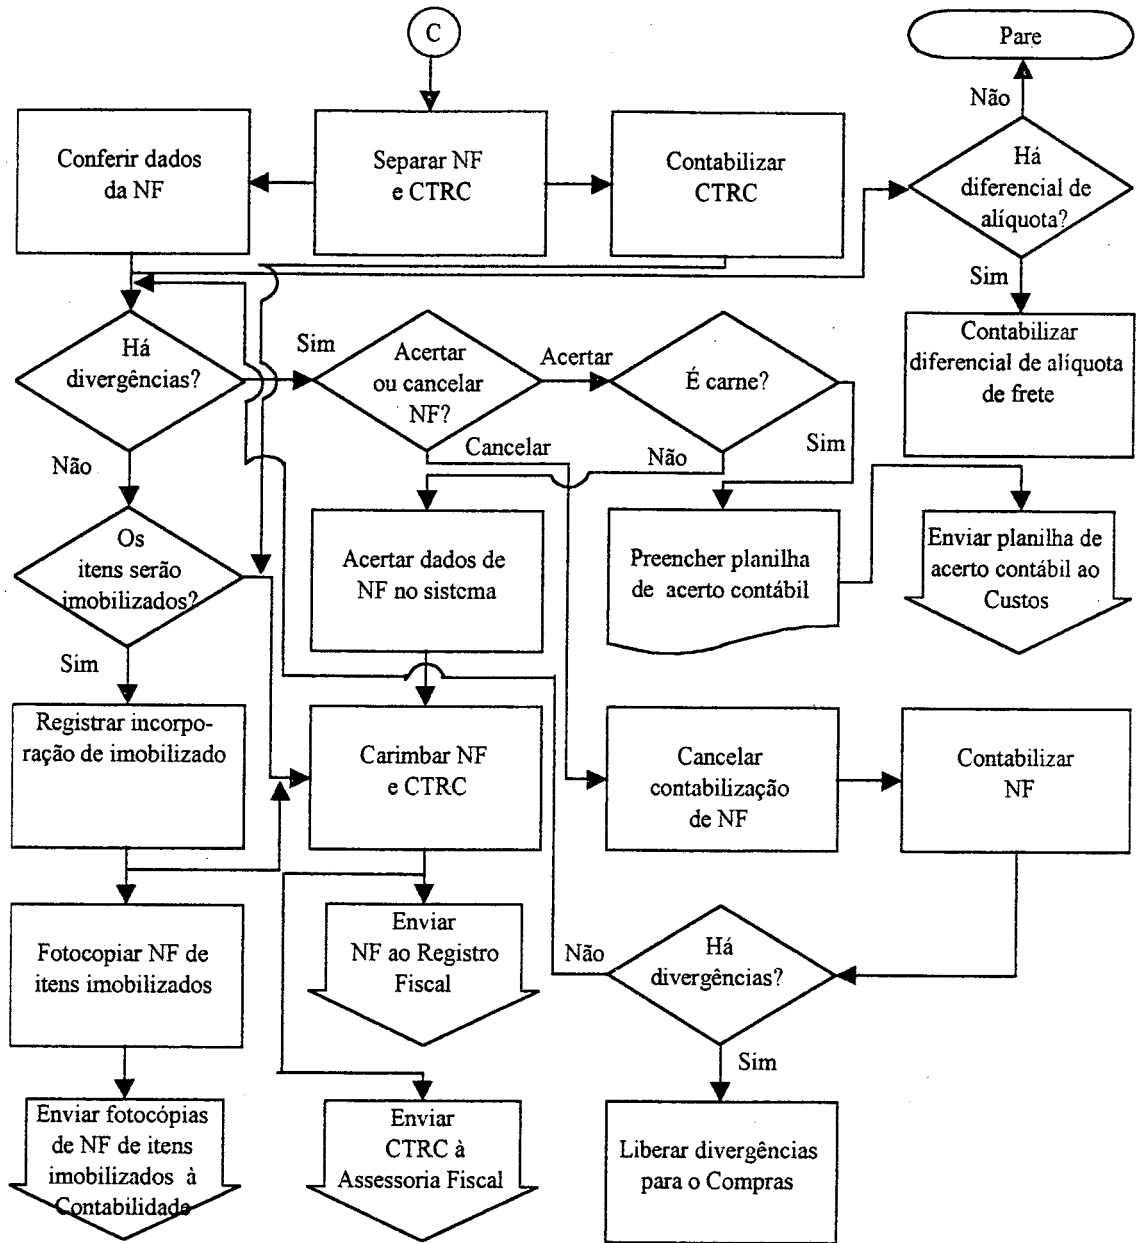 C
Pare
Não
Conferir dados
da NF
Separar NF
e CTRC
Contabilizar
CTRC
Há
diferencial de
alíquota?
Sim
Há
divergências?
Sim
Acertar
ou cancelar
NF?
Acertar
É carne?
Contabilizar
diferencial de alíquota
de frete
Não
Cancelar
Não
Sim
Os
itens serão
imobilizados?
Acertar dados de
NF no sistema
Preencher planilha
de acerto contábil
Enviar planilha de
acerto contábil ao
Custos
Sim
Registrar incorpo-
ração de imobilizado
Carimbar NF
e CTRC
Cancelar
contabilização
de NF
Contabilizar
NF
Fotocopiar NF de
itens imobilizados
Enviar
NF ao Registro
Fiscal
Não
Há
divergências?
Sim
Enviar fotocópias
de NF de itens
imobilizados à
Contabilidade
Enviar
CTRC à
Assessoria Fiscal
Liberar divergências
para o Compras